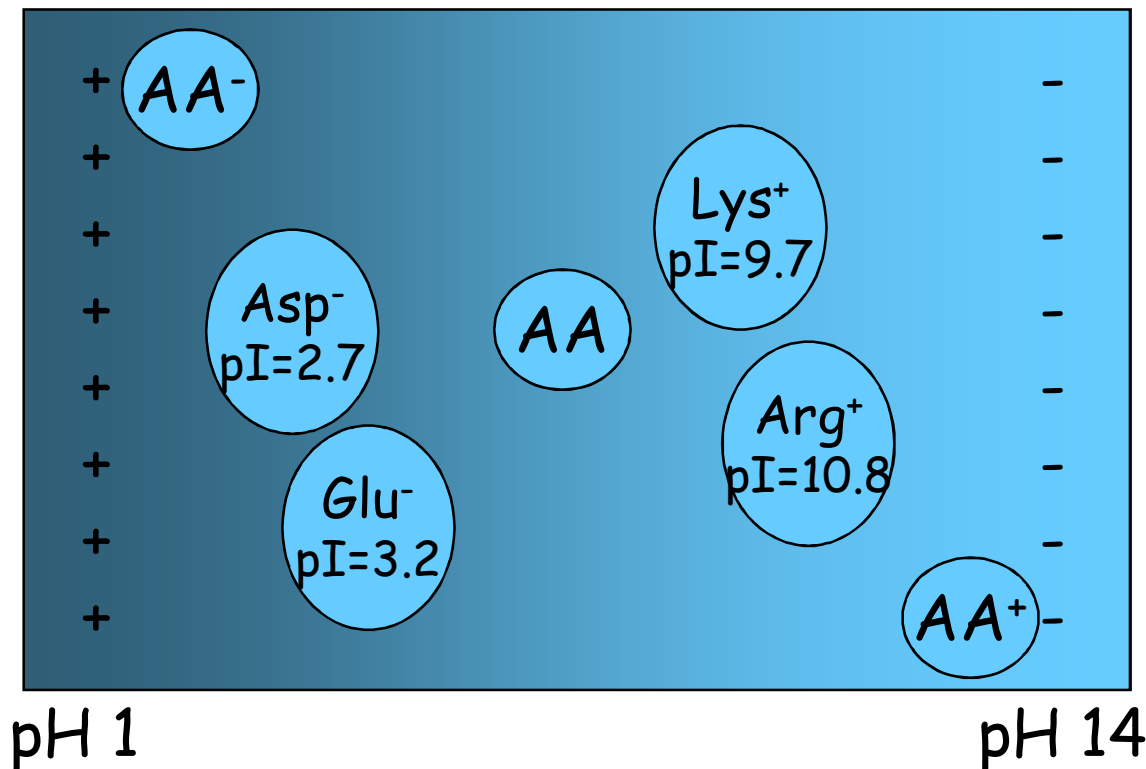 + AA⁻ -
+ -
Lys⁺
pI=9.7
+ -
Asp⁻
pI=2.7
+ -
AA
+ -
Arg⁺
pI=10.8
+ -
Glu⁻
pI=3.2
+ -
+ AA⁺ -
pH 1 pH 14